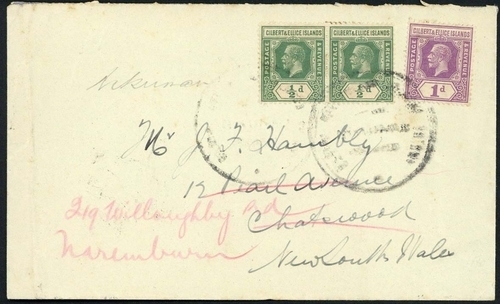 GILBERT & ELLICE ISLANDS
POSTAGE & REVENUE
½d
GILBERT & ELLICE ISLANDS
POSTAGE & REVENUE
½d
GILBERT & ELLICE ISLANDS
POSTAGE & REVENUE
1d
Mr J F Hambly
12 Avenue
219 Willoughby Rd
Chatswood
Naremburn
New South Wales